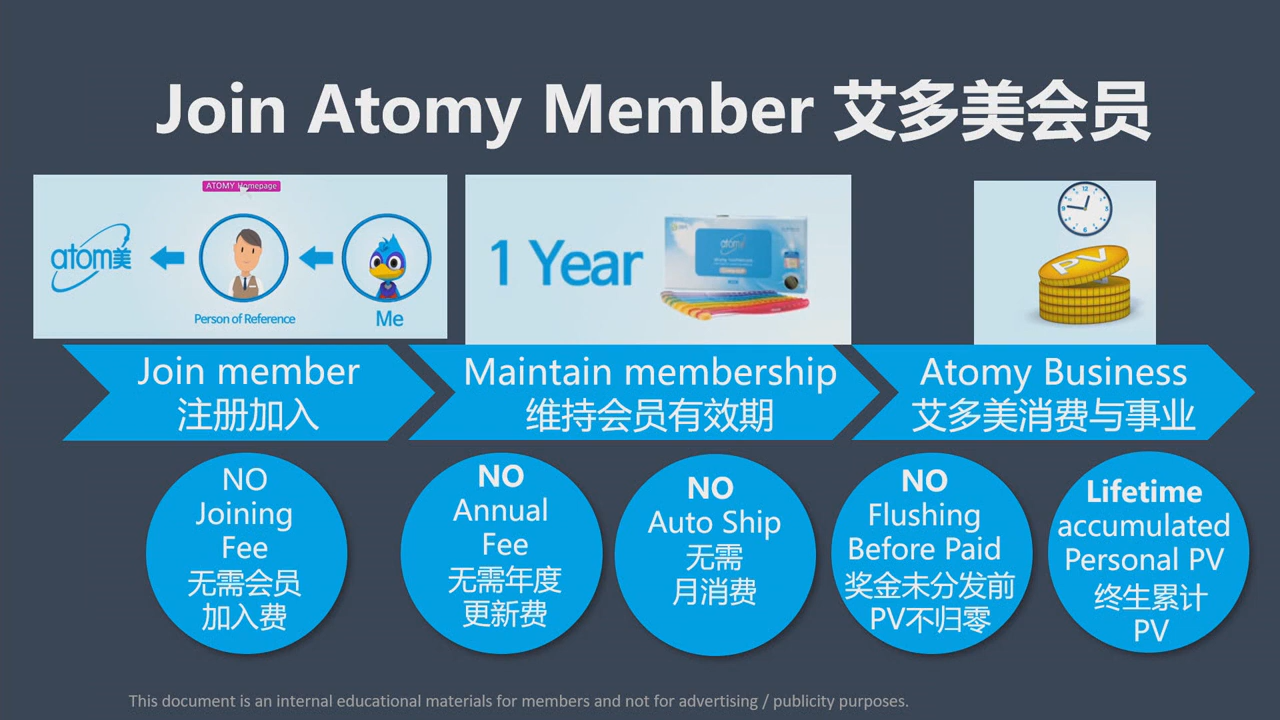 Join Atomy Member 艾多美会员
ATOMY Homepage
atom美
Person of Reference
Me
1 Year
atom美
PV
Join member
注册加入
Maintain membership
维持会员有效期
Atomy Business
艾多美消费与事业
NO
Joining
Fee
无需会员
加入费
NO
Annual
Fee
无需年度
更新费
NO
Auto Ship
无需
月消费
NO
Flushing
Before Paid
奖金未分发前
PV不归零
Lifetime
accumulated
Personal PV
终生累计
PV
This document is an internal educational materials for members and not for advertising / publicity purposes.